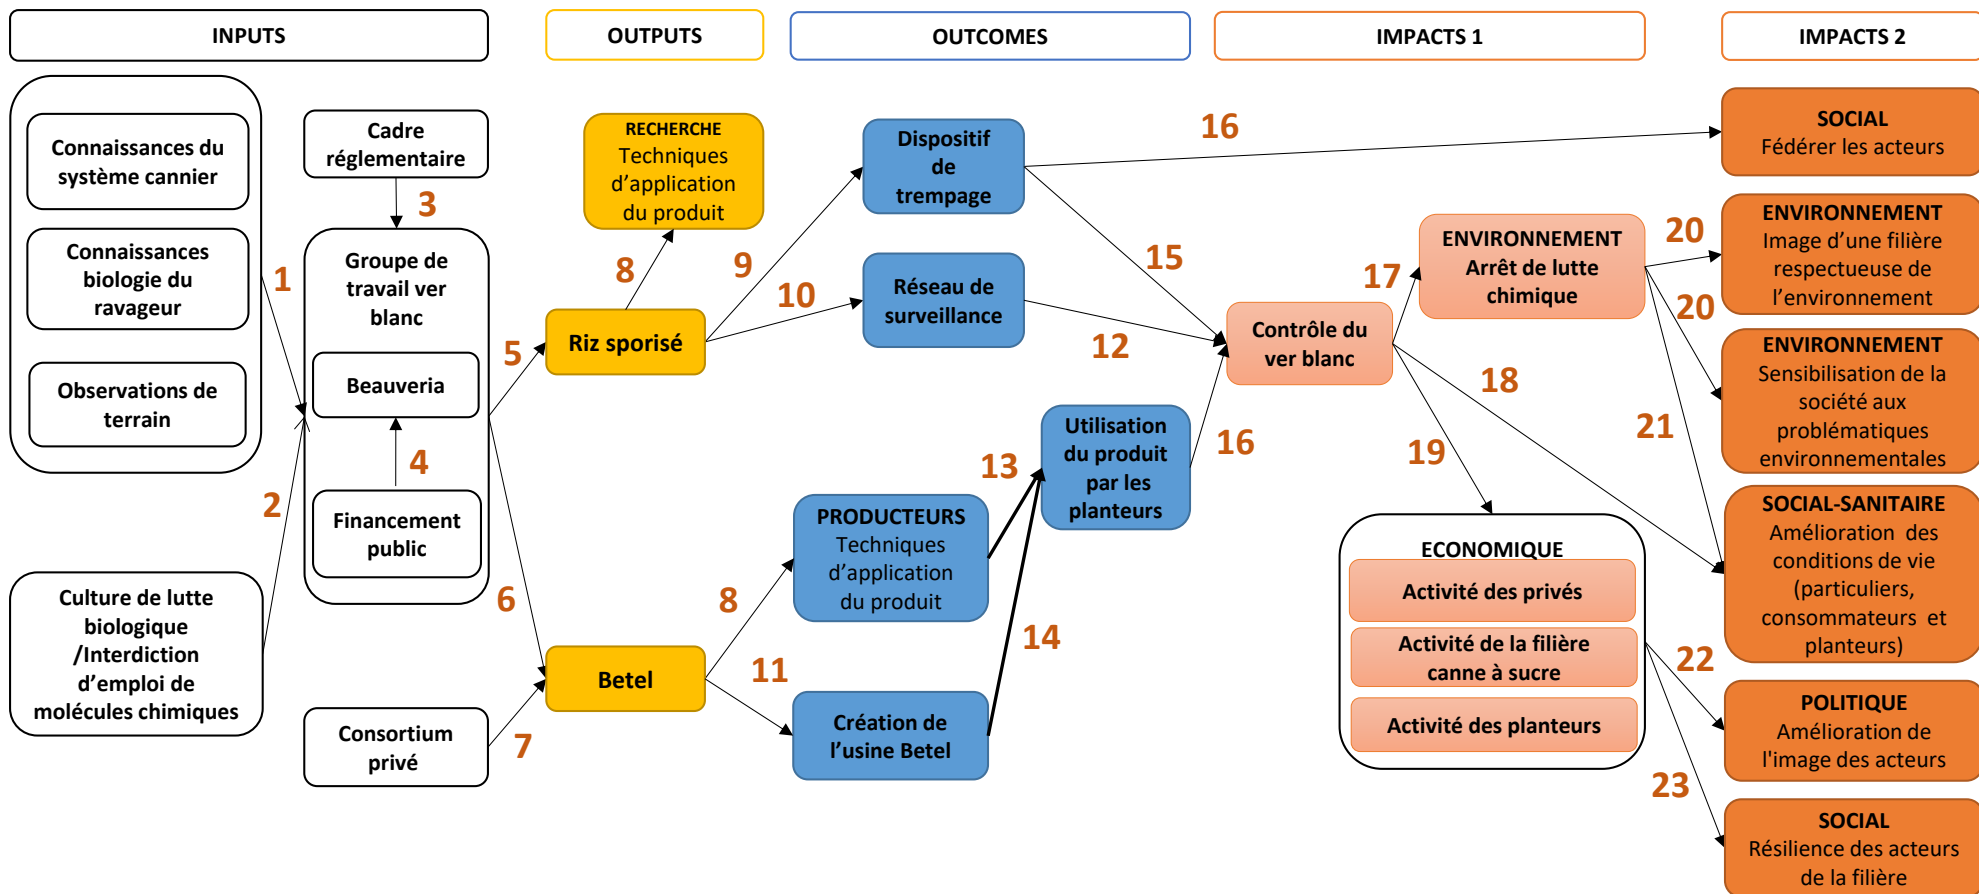 INPUTS
OUTPUTS
OUTCOMES
IMPACTS 1
IMPACTS 2
Connaissances du
système cannier
Connaissances
biologie du
ravageur
Observations de
terrain
Culture de lutte
biologique
/Interdiction
d’emploi de
molécules chimiques
1
2
Cadre
réglementaire
3
Groupe de
travail ver
blanc
Beauveria
4
Financement
public
Consortium
privé
5
6
7
RECHERCHE
Techniques
d’application
du produit
8
Riz sporisé
Betel
9
10
8
11
Dispositif
de
trempage
Réseau de
surveillance
PRODUCTEURS
Techniques
d’application
du produit
Création de
l’usine Betel
13
14
Utilisation
du produit
par les
planteurs
16
15
12
16
Contrôle du
ver blanc
17
18
19
ENVIRONNEMENT
Arrêt de lutte
chimique
ECONOMIQUE
Activité des privés
Activité de la filière
canne à sucre
Activité des planteurs
20
20
21
22
23
SOCIAL
Fédérer les acteurs
ENVIRONNEMENT
Image d’une filière
respectueuse de
l’environnement
ENVIRONNEMENT
Sensibilisation de la
société aux
problématiques
environnementales
SOCIAL-SANITAIRE
Amélioration des
conditions de vie
(particuliers,
consommateurs et
planteurs)
POLITIQUE
Amélioration de
l'image des acteurs
SOCIAL
Résilience des acteurs
de la filière